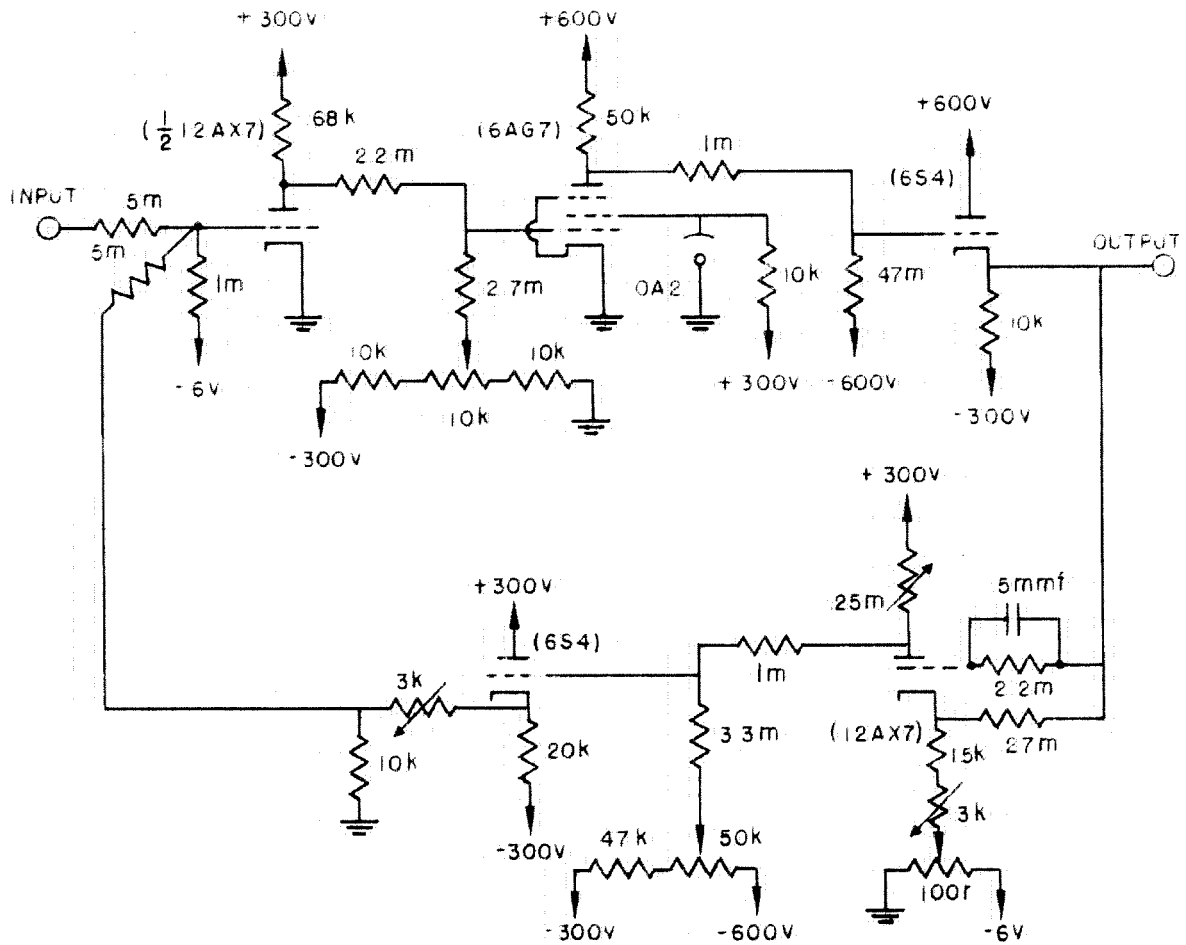 +300v
+600v
+600v
(½ 12AX7)
68k
(6AG7)
50k
1m
(6S4)
2.2m
INPUT
5m
5m
1m
-6v
2.7m
OA2
10k
47m
OUTPUT
10k
10k
10k
10k
-300v
+300v
-600v
-300v
+300v
+300v
.25m
5mmf
(6S4)
1m
2.2m
3k
3.3m
(12AX7)
27m
10k
20k
15k
3k
-300v
47k
50k
100r
-300v
-600v
-6v